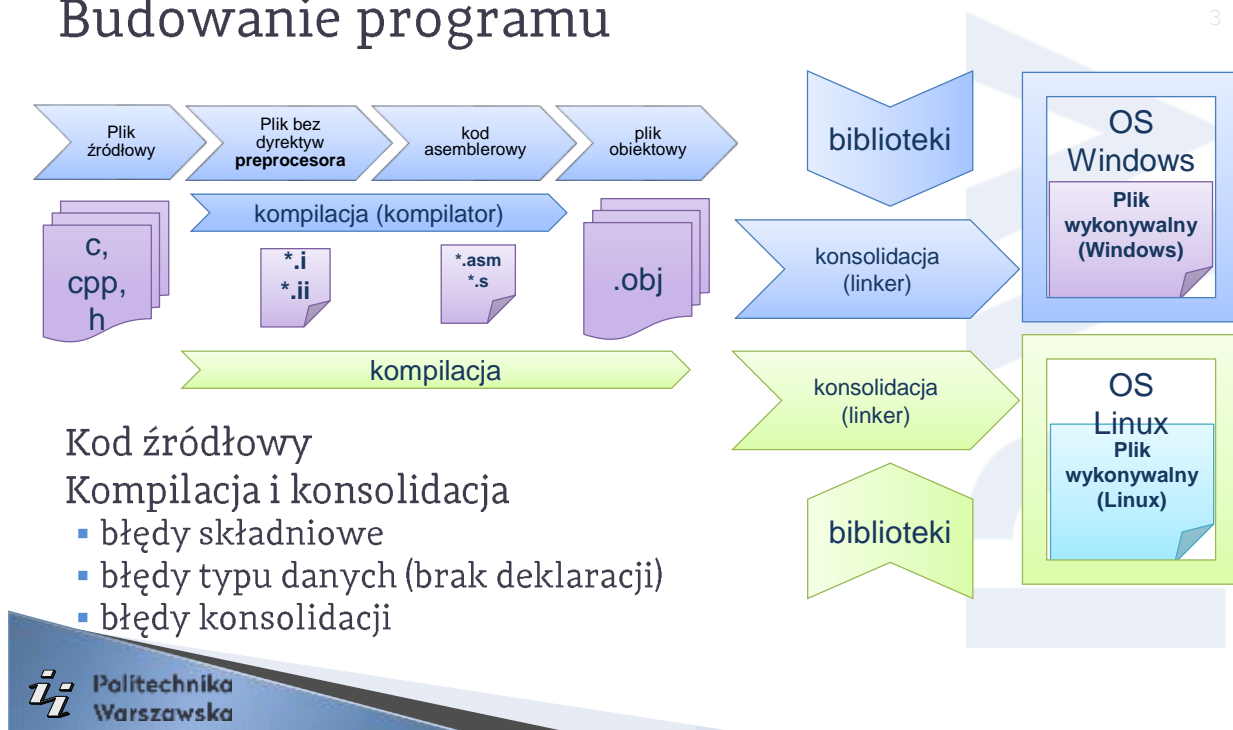 Budowanie programu
3
Plik
źródłowy
Plik bez
dyrektyw
preprocesora
kod
asemblerowy
plik
obiektowy
kompilacja (kompilator)
c,
cpp,
h
*.i
*.ii
*.asm
*.s
.obj
kompilacja
biblioteki
konsolidacja
(linker)
OS
Windows
Plik
wykonywalny
(Windows)
konsolidacja
(linker)
biblioteki
OS
Linux
Plik
wykonywalny
(Linux)
Kod źródłowy
Kompilacja i konsolidacja
błędy składniowe
błędy typu danych (brak deklaracji)
błędy konsolidacji
Politechnika
Warszawska